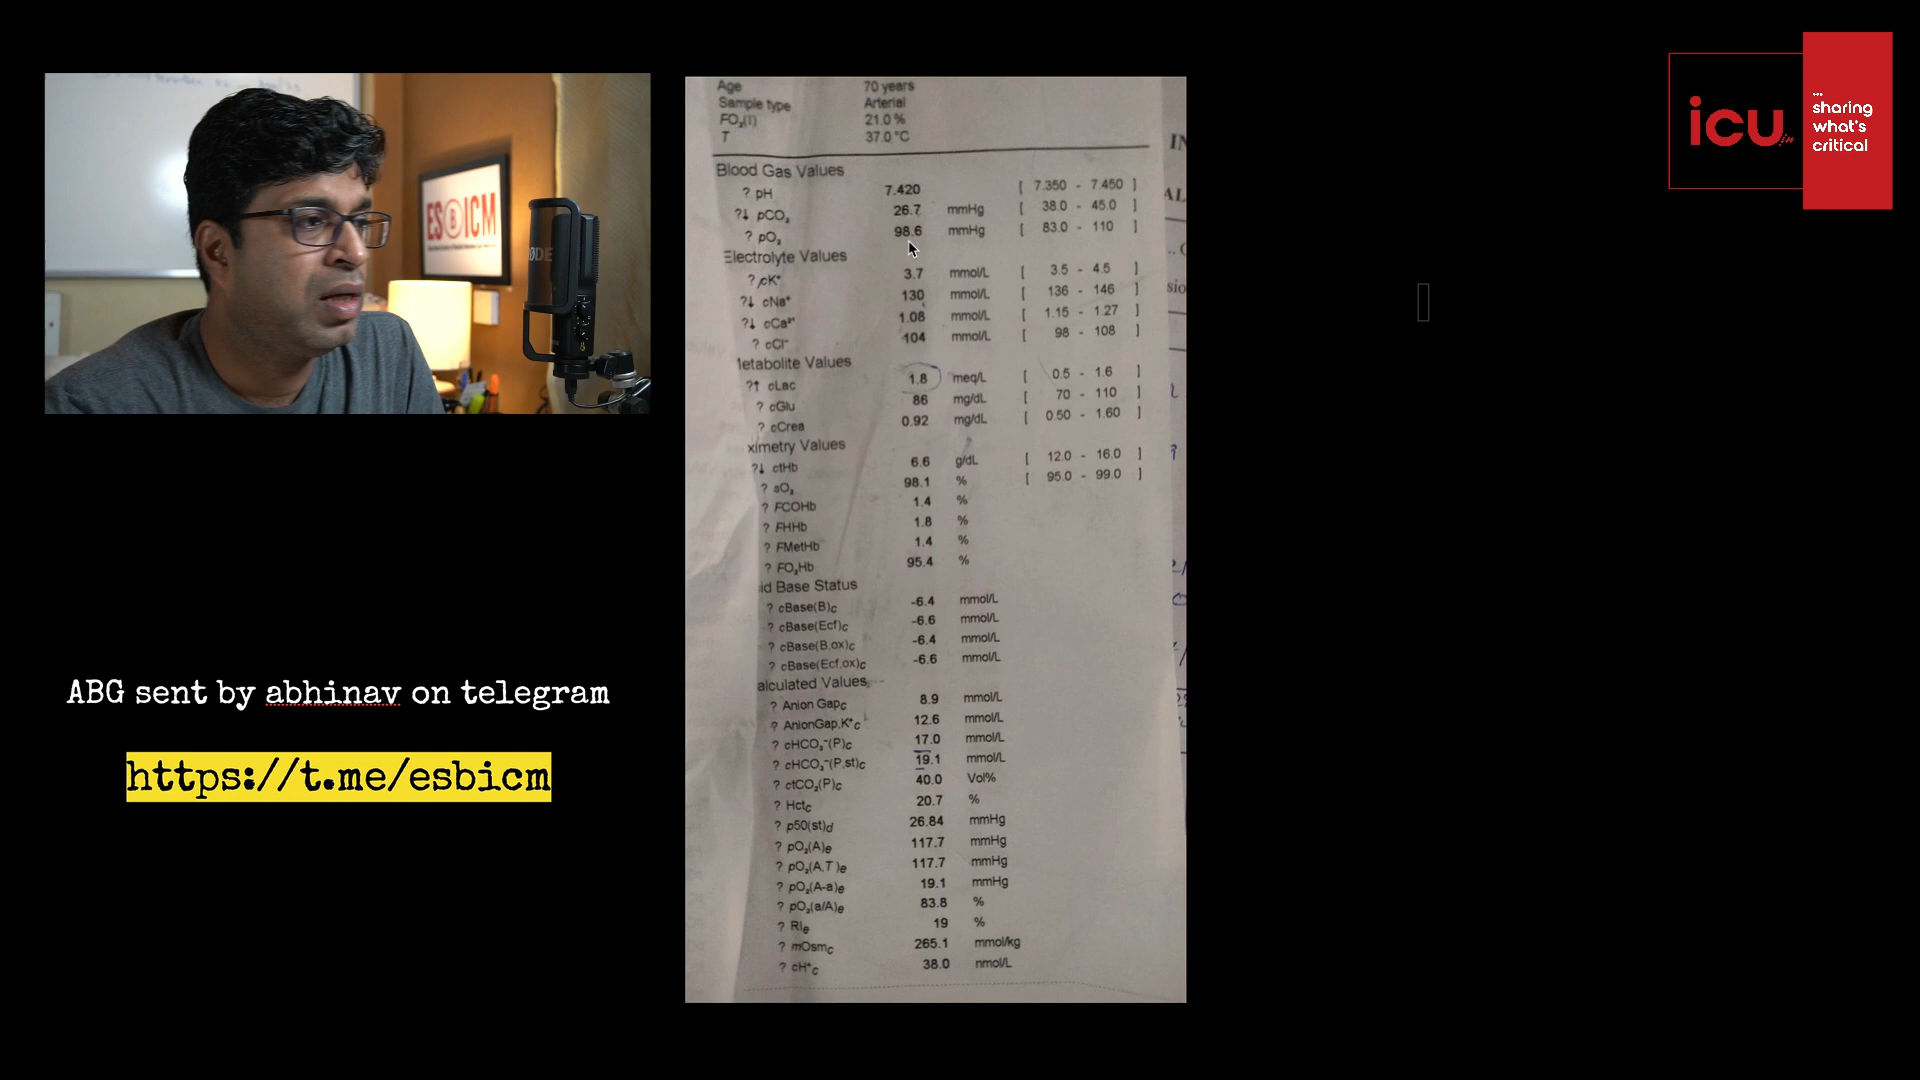 ES B ICM
RODE
ABG sent by abhinav on telegram
https://t.me/esbicm
Age 70 years
Sample type Arterial
FO₂(I) 21.0 %
T 37.0 °C
Blood Gas Values
? pH 7.420 [ 7.350 - 7.450 ]
?↓ pCO₂ 26.7 mmHg [ 38.0 - 45.0 ]
? pO₂ 98.6 mmHg [ 83.0 - 110 ]
Electrolyte Values
? cK⁺ 3.7 mmol/L [ 3.5 - 4.5 ]
?↓ cNa⁺ 130 mmol/L [ 136 - 146 ]
?↓ cCa²⁺ 1.08 mmol/L [ 1.15 - 1.27 ]
? cCl⁻ 104 mmol/L [ 98 - 108 ]
etabolite Values
?↑ cLac 1.8 meq/L [ 0.5 - 1.6 ]
? cGlu 86 mg/dL [ 70 - 110 ]
? cCrea 0.92 mg/dL [ 0.50 - 1.60 ]
ximetry Values
?↓ ctHb 6.6 g/dL [ 12.0 - 16.0 ]
? sO₂ 98.1 % [ 95.0 - 99.0 ]
? FCOHb 1.4 %
? FHHb 1.8 %
? FMetHb 1.4 %
? FO₂Hb 95.4 %
id Base Status
? cBase(B)c -6.4 mmol/L
? cBase(Ecf)c -6.6 mmol/L
? cBase(B.ox)c -6.4 mmol/L
? cBase(Ecf.ox)c -6.6 mmol/L
alculated Values
? Anion Gapc 8.9 mmol/L
? AnionGap,K⁺c 12.6 mmol/L
? cHCO₃⁻(P)c 17.0 mmol/L
? cHCO₃⁻(P,st)c 19.1 mmol/L
? ctCO₂(P)c 40.0 Vol%
? Hctc 20.7 %
? p50(st)d 26.84 mmHg
? pO₂(A)e 117.7 mmHg
? pO₂(A,T)e 117.7 mmHg
? pO₂(A-a)e 19.1 mmHg
? pO₂(a/A)e 83.8 %
? RIe 19 %
? mOsmc 265.1 mmol/kg
? cH⁺c 38.0 nmol/L
icu.in
...
sharing
what's
critical